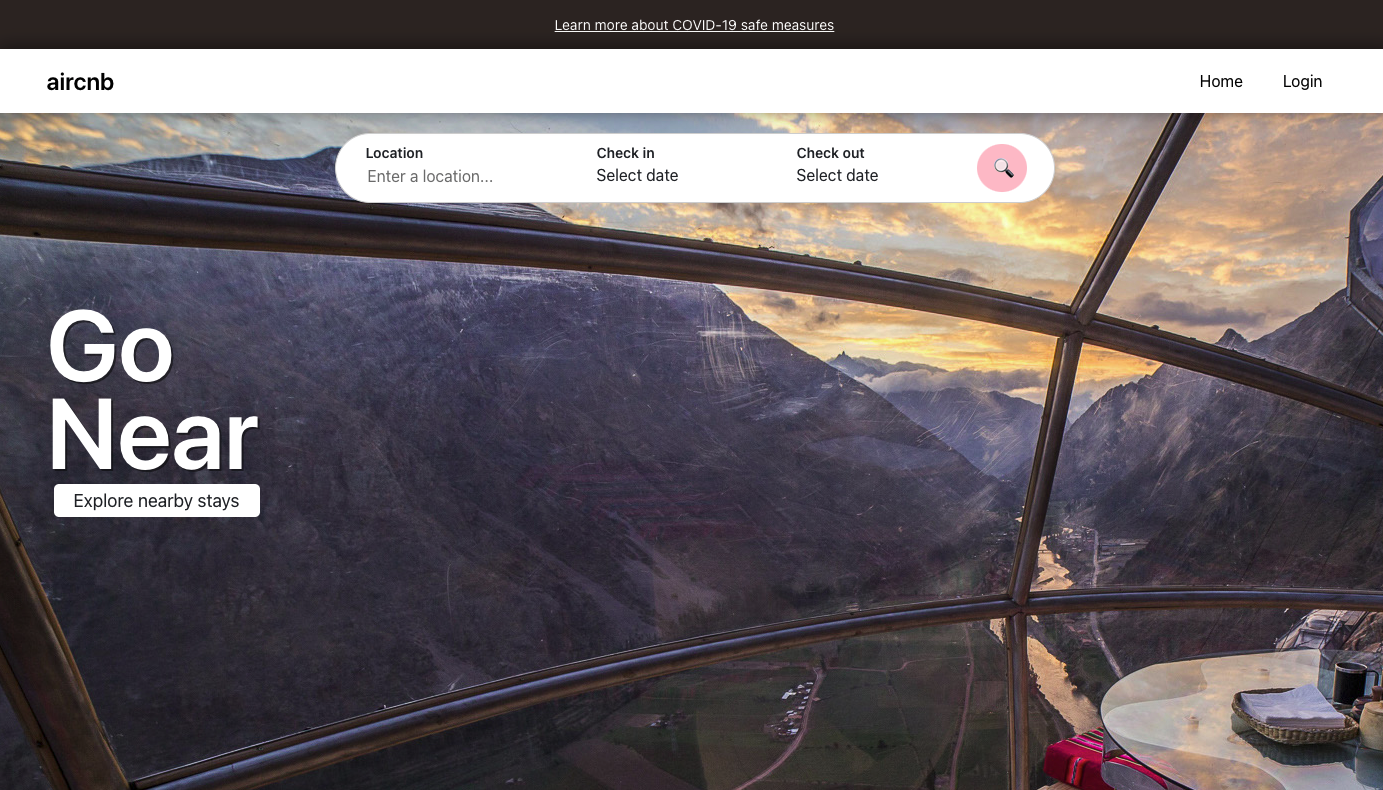 Learn more about COVID-19 safe measures
aircnb
Home
Login
Location
Check in
Check out
Enter a location...
Select date
Select date
Go
Near
Explore nearby stays